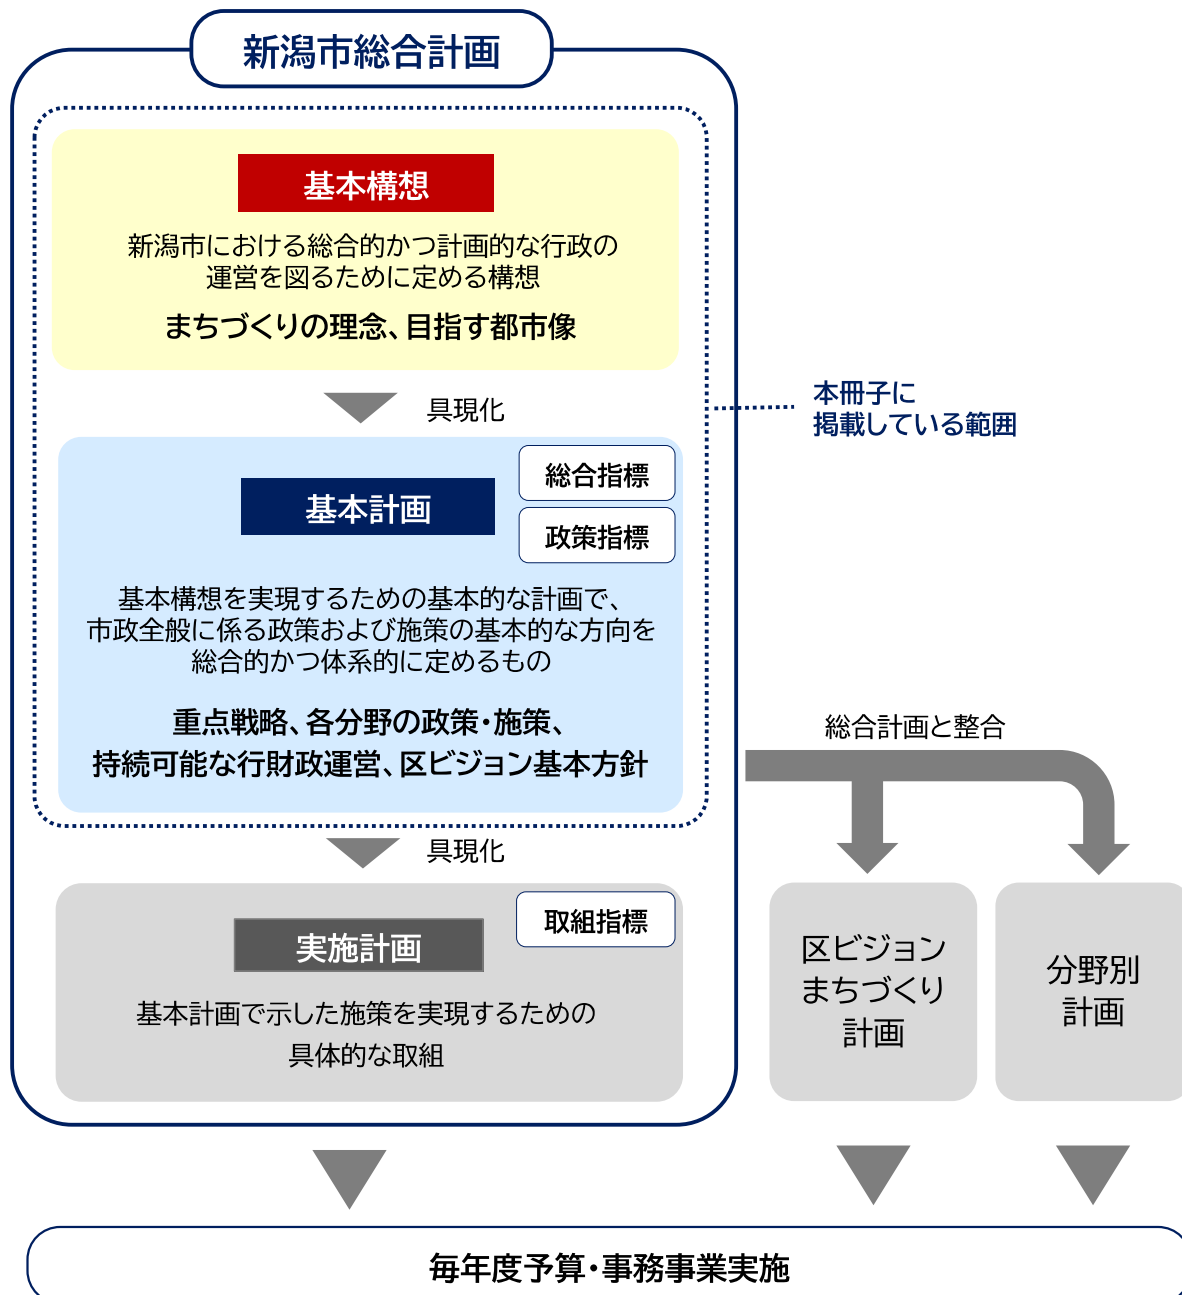 新潟市総合計画
基本構想
新潟市における総合的かつ計画的な行政の
運営を図るために定める構想
まちづくりの理念、目指す都市像
具現化
本冊子に
掲載している範囲
総合指標
基本計画
政策指標
基本構想を実現するための基本的な計画で、
市政全般に係る政策および施策の基本的な方向を
総合的かつ体系的に定めるもの
重点戦略、各分野の政策・施策、
持続可能な行財政運営、区ビジョン基本方針
総合計画と整合
具現化
取組指標
実施計画
基本計画で示した施策を実現するための
具体的な取組
区ビジョン
まちづくり
計画
分野別
計画
毎年度予算・事務事業実施